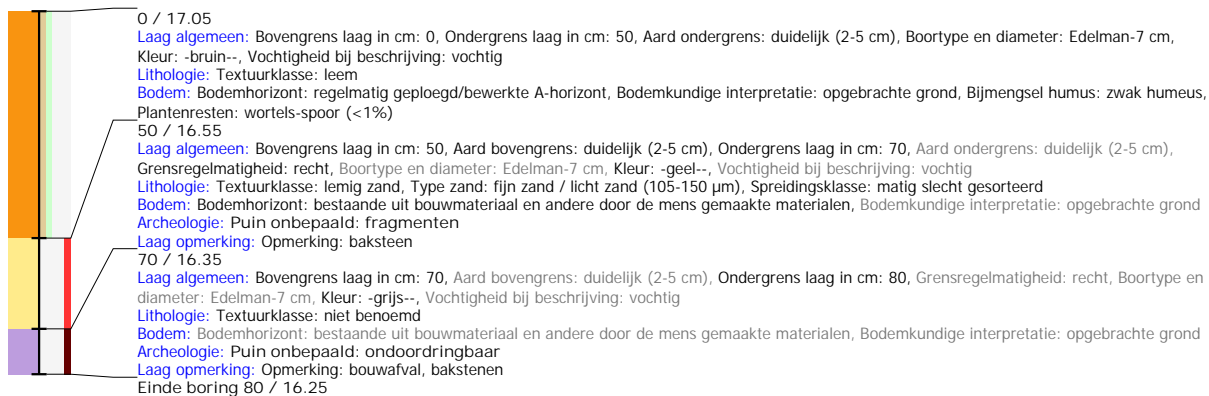 0 / 17.05
Laag algemeen: Bovengrens laag in cm: 0, Ondergrens laag in cm: 50, Aard ondergrens: duidelijk (2-5 cm), Boortype en diameter: Edelman-7 cm,
Kleur: -bruin--, Vochtigheid bij beschrijving: vochtig
Lithologie: Textuurklasse: leem
Bodem: Bodemhorizont: regelmatig geploegd/bewerkte A-horizont, Bodemkundige interpretatie: opgebrachte grond, Bijmengsel humus: zwak humeus,
Plantenresten: wortels-spoor (<1%)
50 / 16.55
Laag algemeen: Bovengrens laag in cm: 50, Aard bovengrens: duidelijk (2-5 cm), Ondergrens laag in cm: 70, Aard ondergrens: duidelijk (2-5 cm),
Grensregelmatigheid: recht, Boortype en diameter: Edelman-7 cm, Kleur: -geel--, Vochtigheid bij beschrijving: vochtig
Lithologie: Textuurklasse: lemig zand, Type zand: fijn zand / licht zand (105-150 µm), Spreidingsklasse: matig slecht gesorteerd
Bodem: Bodemhorizont: bestaande uit bouwmateriaal en andere door de mens gemaakte materialen, Bodemkundige interpretatie: opgebrachte grond
Archeologie: Puin onbepaald: fragmenten
Laag opmerking: Opmerking: baksteen
70 / 16.35
Laag algemeen: Bovengrens laag in cm: 70, Aard bovengrens: duidelijk (2-5 cm), Ondergrens laag in cm: 80, Grensregelmatigheid: recht, Boortype en
diameter: Edelman-7 cm, Kleur: -grijs--, Vochtigheid bij beschrijving: vochtig
Lithologie: Textuurklasse: niet benoemd
Bodem: Bodemhorizont: bestaande uit bouwmateriaal en andere door de mens gemaakte materialen, Bodemkundige interpretatie: opgebrachte grond
Archeologie: Puin onbepaald: ondoordringbaar
Laag opmerking: Opmerking: bouwafval, bakstenen
Einde boring 80 / 16.25